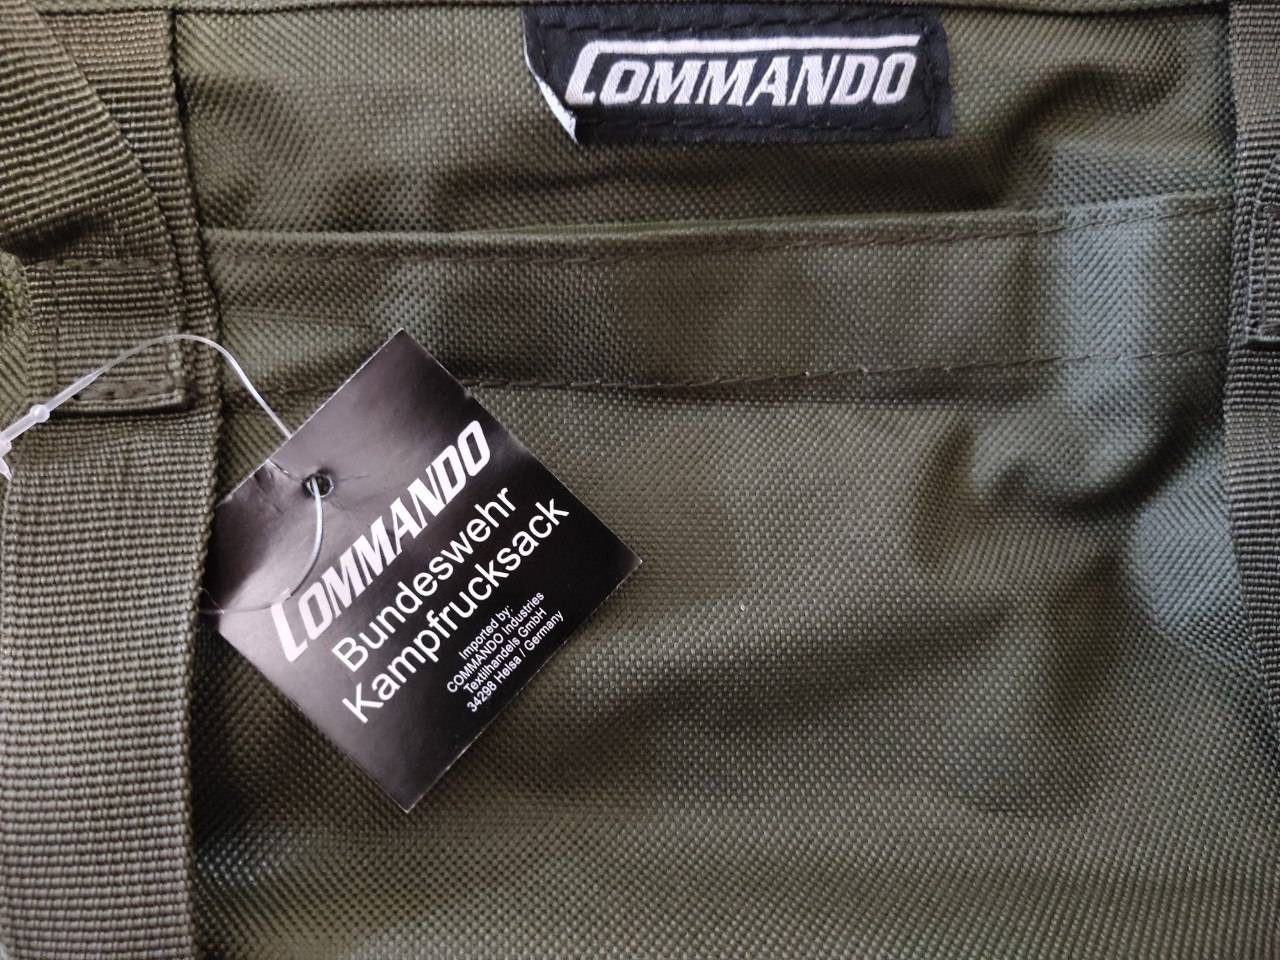 COMMANDO
COMMANDO
Bundeswehr
Kampfrucksack
Imported by:
COMMANDO Industries
Textilhandels GmbH
34298 Helsa / Germany